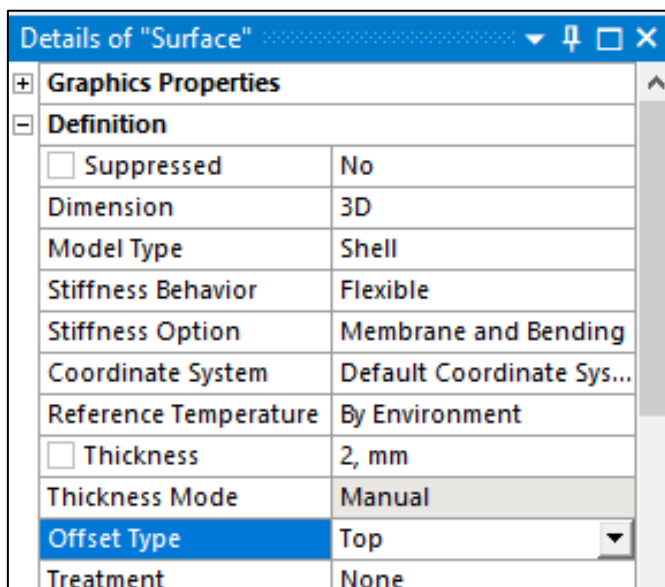 Details of "Surface"
Graphics Properties
Definition
Suppressed No
Dimension 3D
Model Type Shell
Stiffness Behavior Flexible
Stiffness Option Membrane and Bending
Coordinate System Default Coordinate Sys...
Reference Temperature By Environment
Thickness 2, mm
Thickness Mode Manual
Offset Type Top
Treatment None